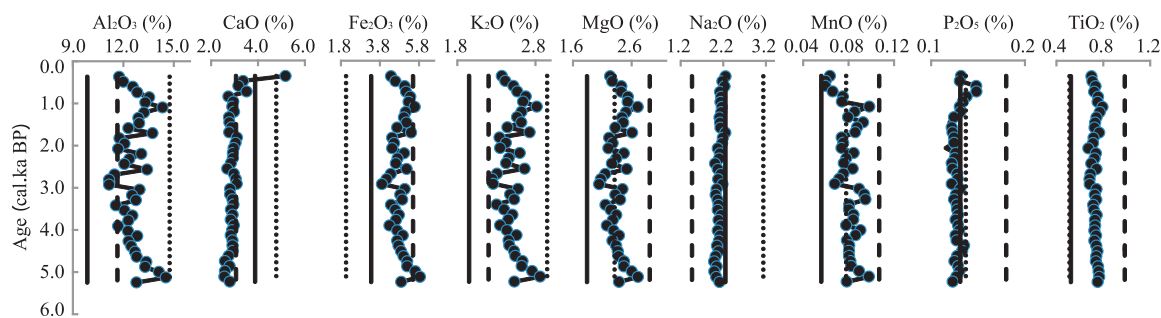 Al₂O₃ (%) CaO (%) Fe₂O₃ (%) K₂O (%) MgO (%) Na₂O (%) MnO (%) P₂O₅ (%) TiO₂ (%)
9.0 12.0 15.0 2.0 4.0 6.0 1.8 3.8 5.8 1.8 2.8 1.6 2.6 1.2 2.2 3.2 0.04 0.08 0.12 0.1 0.2 0.4 0.8 1.2
0.0
1.0
2.0
3.0
4.0
5.0
6.0
Age (cal.ka BP)